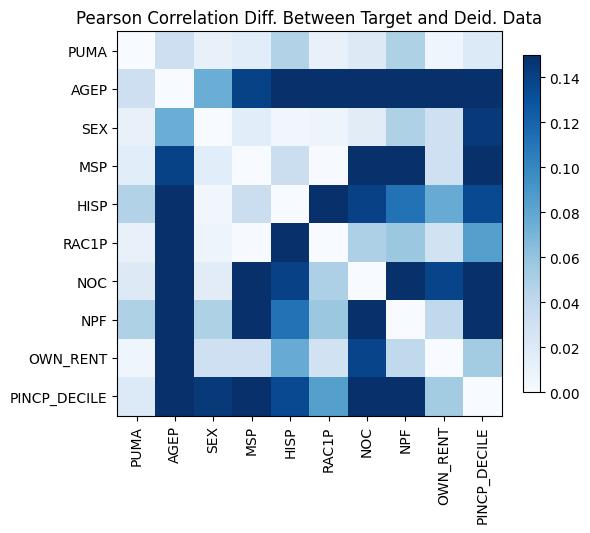 Pearson Correlation Diff. Between Target and Deid. Data
PUMA
AGEP
SEX
MSP
HISP
RAC1P
NOC
NPF
OWN_RENT
PINCP_DECILE
PUMA
AGEP
SEX
MSP
HISP
RAC1P
NOC
NPF
OWN_RENT
PINCP_DECILE
0.14
0.12
0.10
0.08
0.06
0.04
0.02
0.00